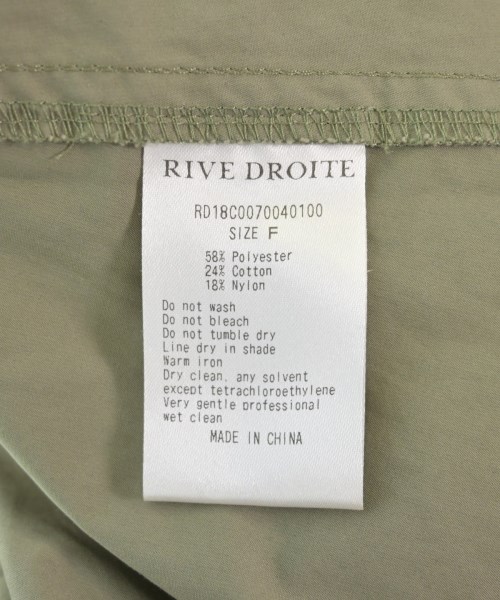 RIVE DROITE
RD18C0070040100
SIZE F
58% Polyester
24% Cotton
18% Nylon
Do not wash
Do not bleach
Do not tumble dry
Line dry in shade
Warm iron
Dry clean, any solvent
except tetrachloroethylene
Very gentle professional
wet clean
MADE IN CHINA